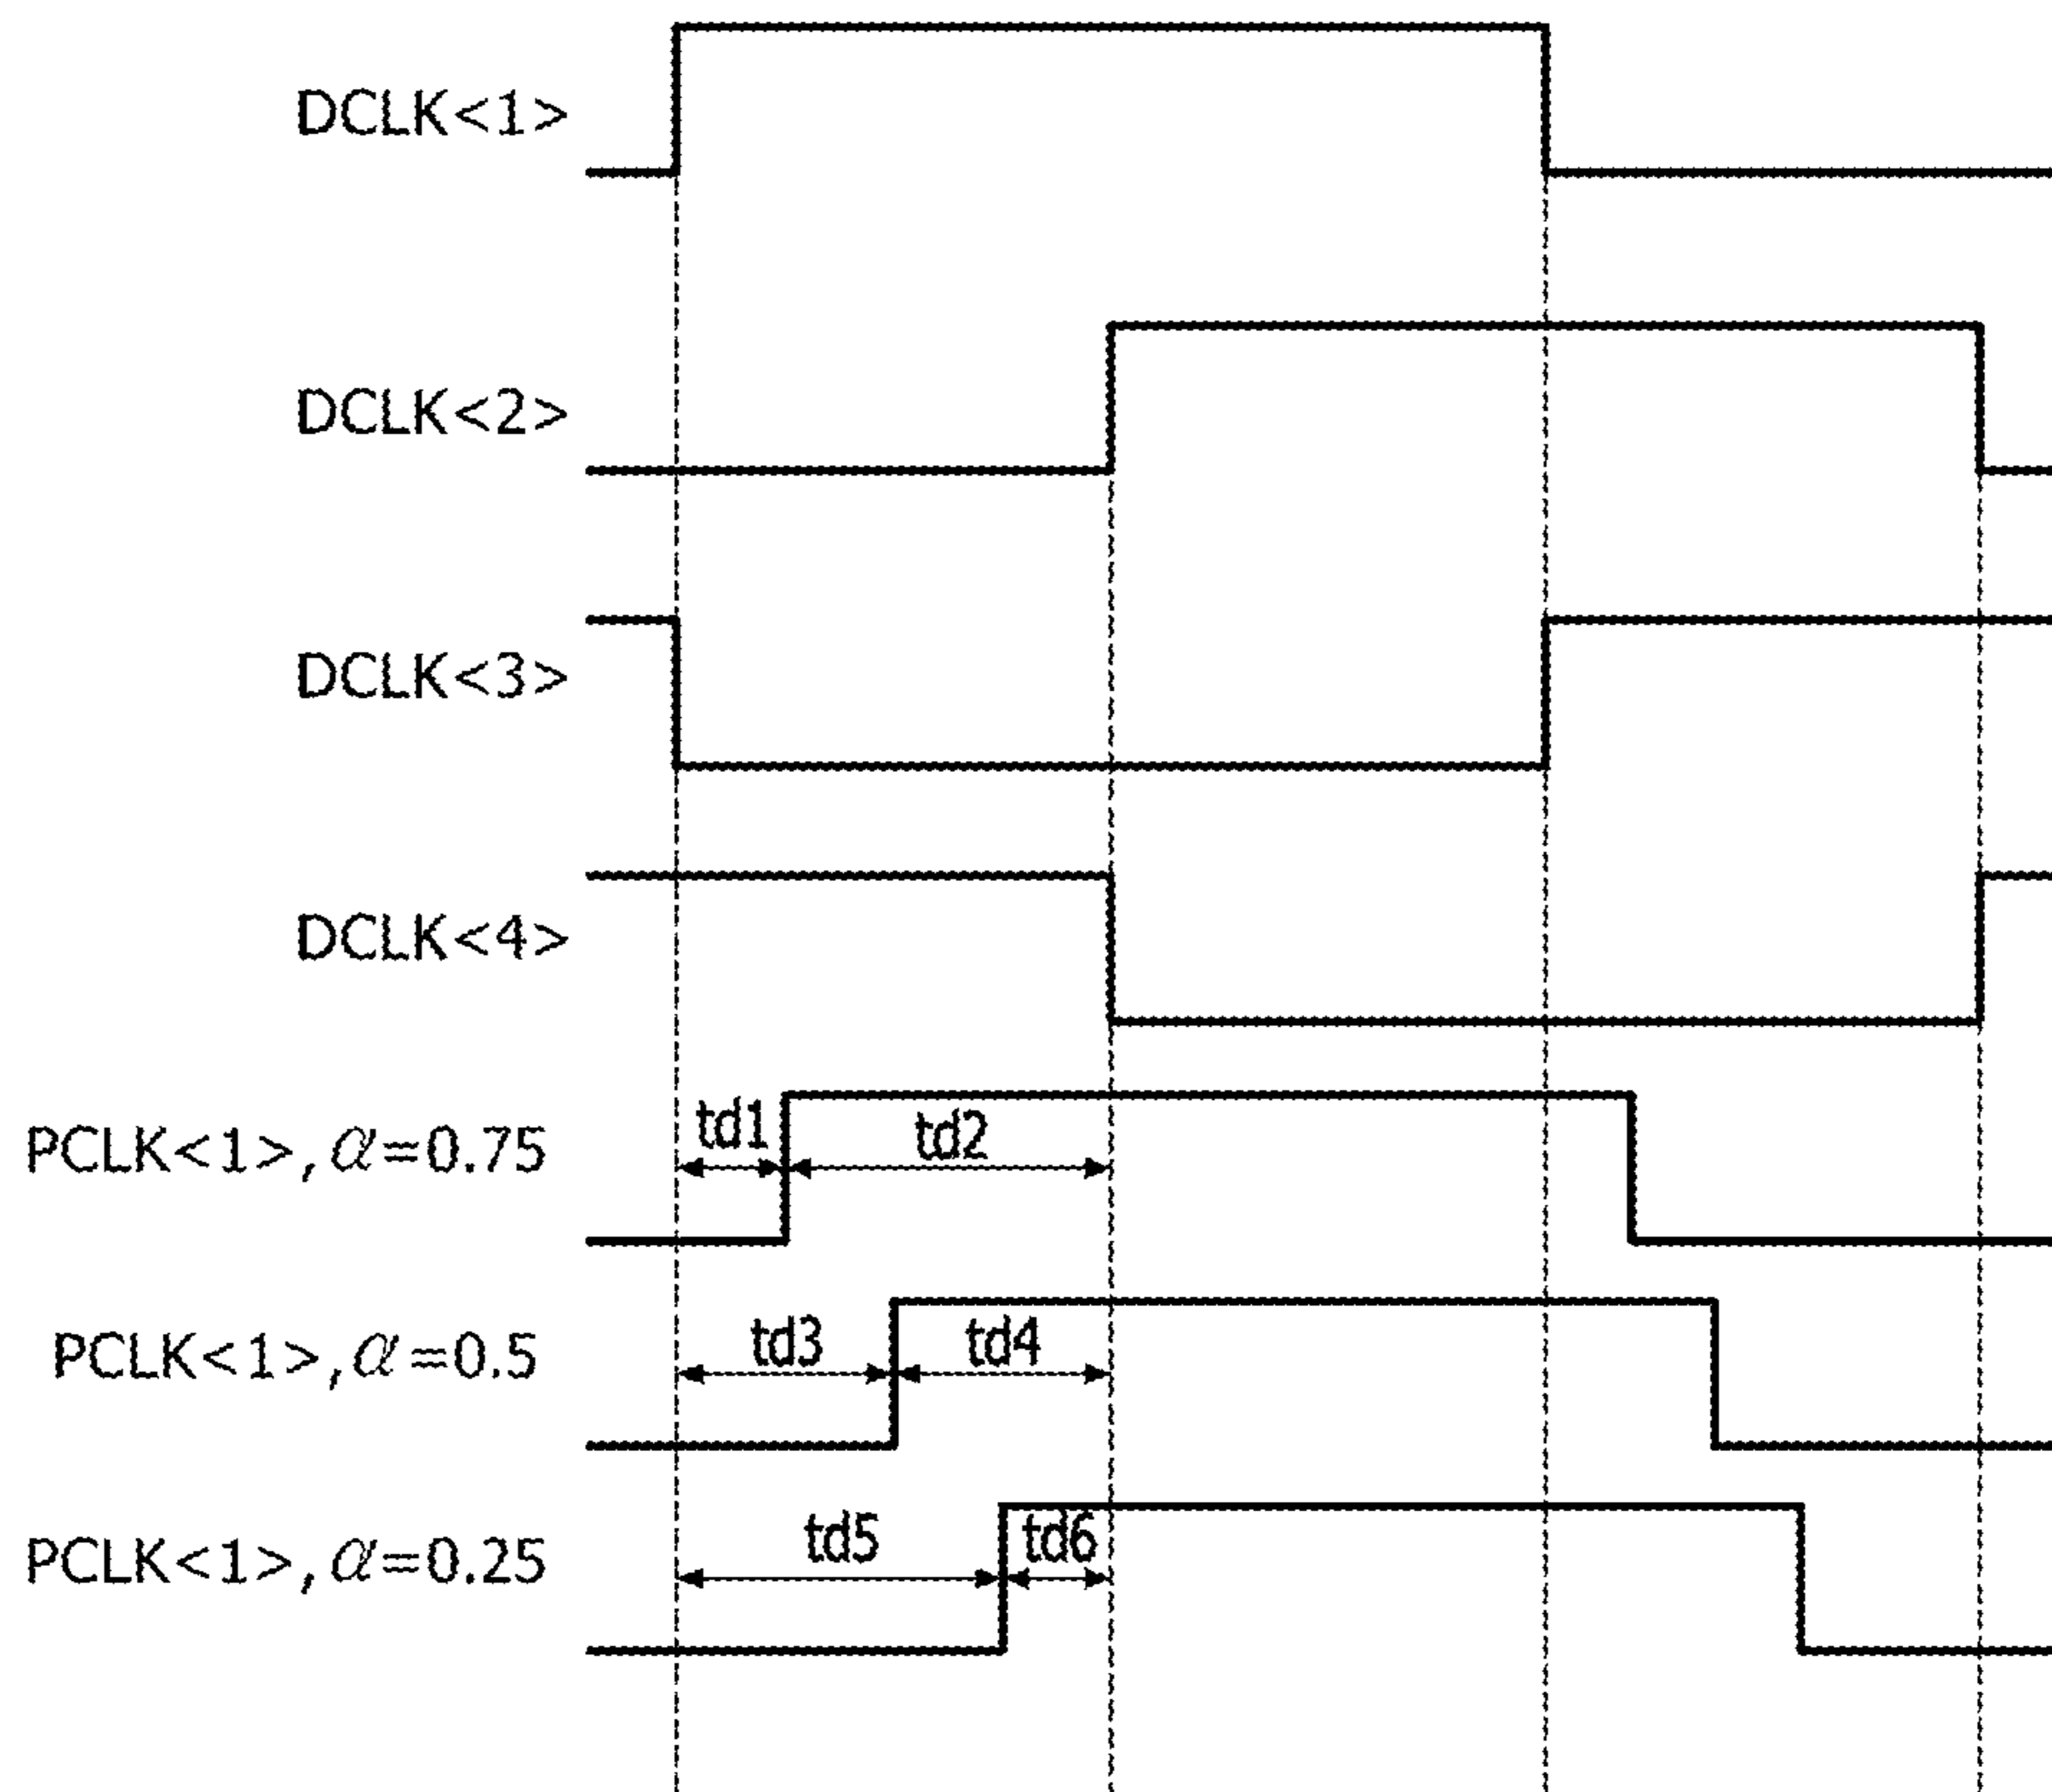 DCLK<1>
DCLK<2>
DCLK<3>
DCLK<4>
td1
td2
PCLK<1>,α=0.75
td3
td4
PCLK<1>,α=0.5
td5
td6
PCLK<1>,α=0.25